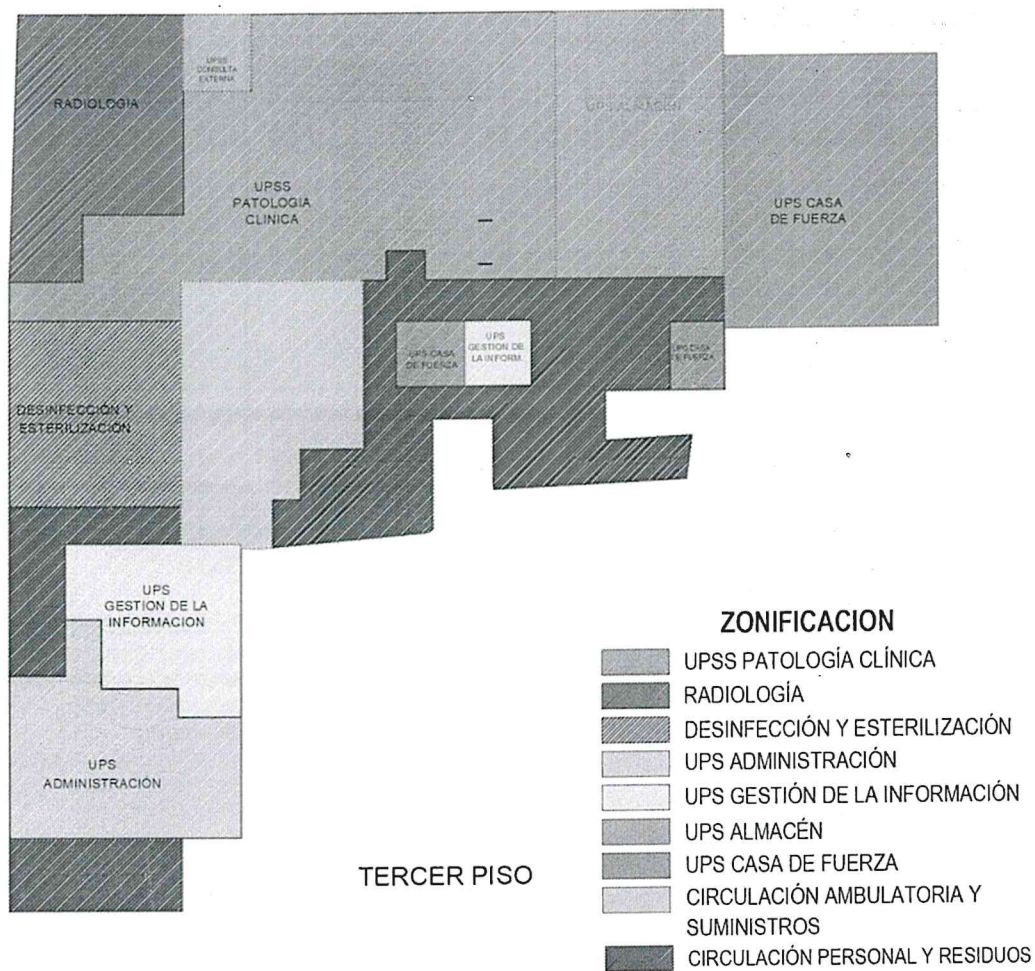 UPSS
CONSULTA
EXTERNA
RADIOLOGIA
UPS ALMACEN
UPSS
PATOLOGIA
CLINICA
UPS CASA
DE FUERZA
UPS CASA
DE FUERZA
UPS
GESTION DE
LA INFORM.
UPS CASA
DE FUERZA
DESINFECCIÓN Y
ESTERILIZACIÓN
UPS
GESTION DE LA
INFORMACION
UPS
ADMINISTRACIÓN
TERCER PISO
ZONIFICACION
UPSS PATOLOGÍA CLÍNICA
RADIOLOGÍA
DESINFECCIÓN Y ESTERILIZACIÓN
UPS ADMINISTRACIÓN
UPS GESTIÓN DE LA INFORMACIÓN
UPS ALMACÉN
UPS CASA DE FUERZA
CIRCULACIÓN AMBULATORIA Y
SUMINISTROS
CIRCULACIÓN PERSONAL Y RESIDUOS